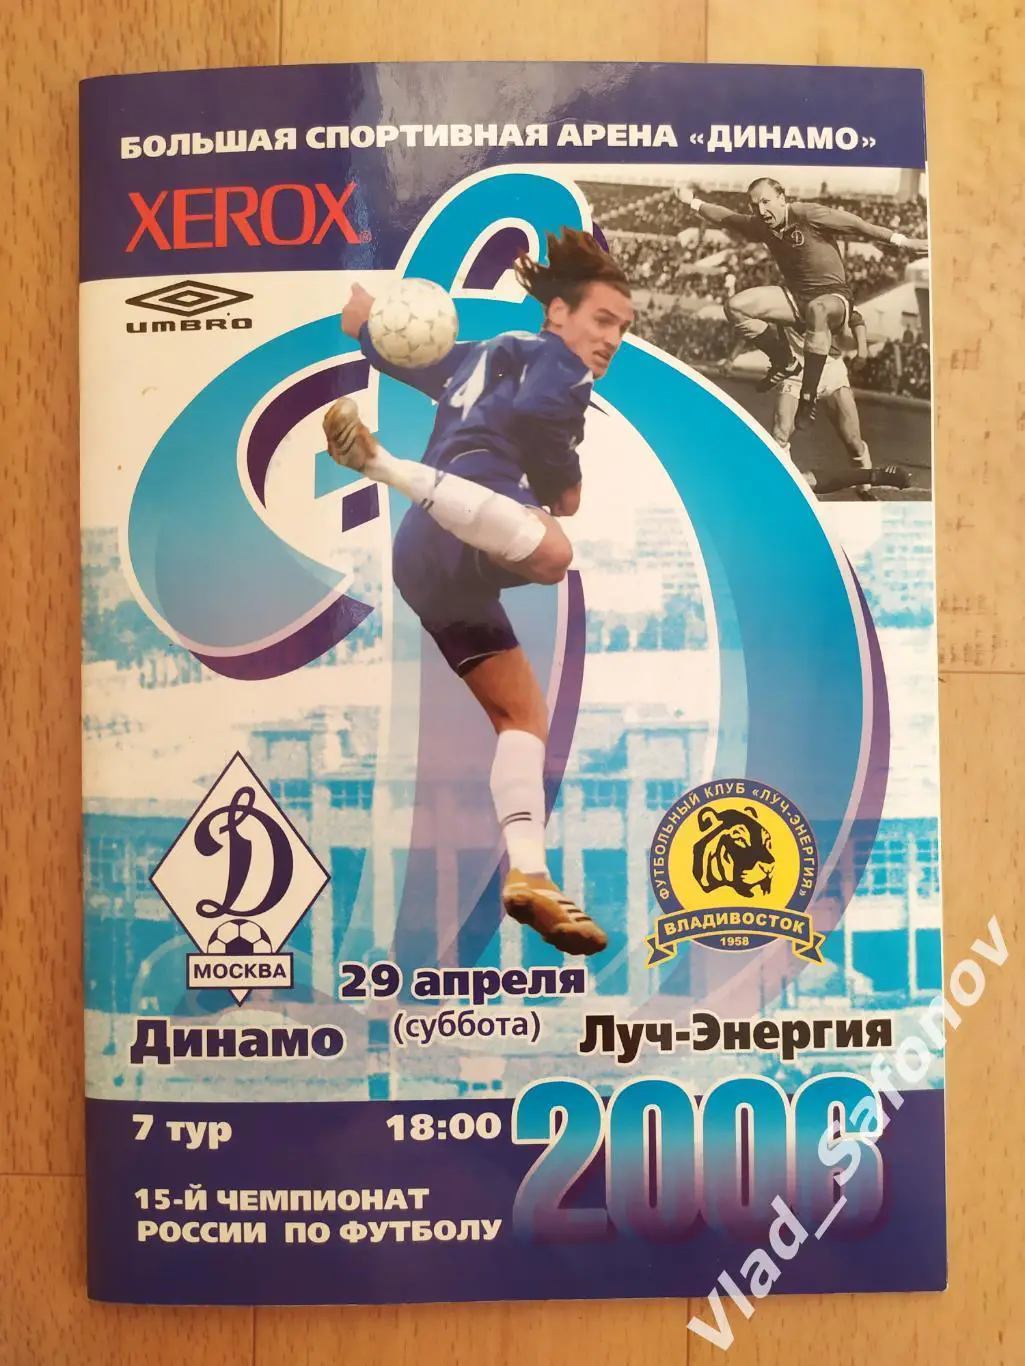 БОЛЬШАЯ СПОРТИВНАЯ АРЕНА «ДИНАМО»
XEROX®
UMBRO
4
Д
Д
МОСКВА
ФУТБОЛЬНЫЙ КЛУБ «ЛУЧ-ЭНЕРГИЯ»
ВЛАДИВОСТОК
1958
29 апреля
(суббота)
Динамо
Луч-Энергия
7 тур
18:00
2006
15-Й ЧЕМПИОНАТ
РОССИИ ПО ФУТБОЛУ
Vlad_Safonov